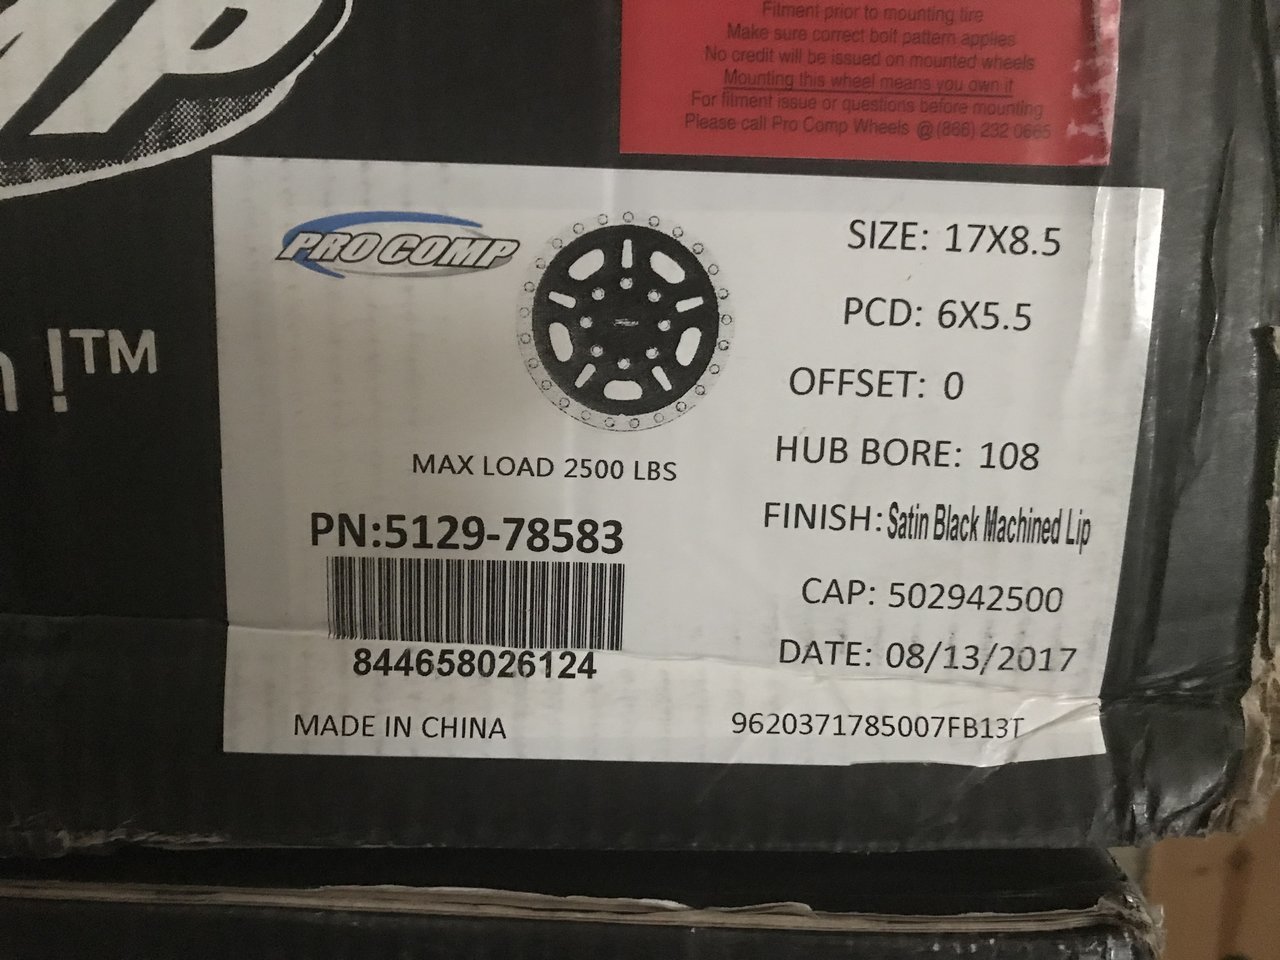 Fitment prior to mounting tire
Make sure correct bolt pattern applies
No credit will be issued on mounted wheels
Mounting this wheel means you own it
For fitment issue or questions before mounting
Please call Pro Comp Wheels @ (866) 232 0665
MP
!™
PRO COMP
SIZE: 17X8.5
PCD: 6X5.5
OFFSET: 0
HUB BORE: 108
MAX LOAD 2500 LBS
FINISH: Satin Black Machined Lip
PN:5129-78583
CAP: 502942500
844658026124
DATE: 08/13/2017
MADE IN CHINA
9620371785007FB13T